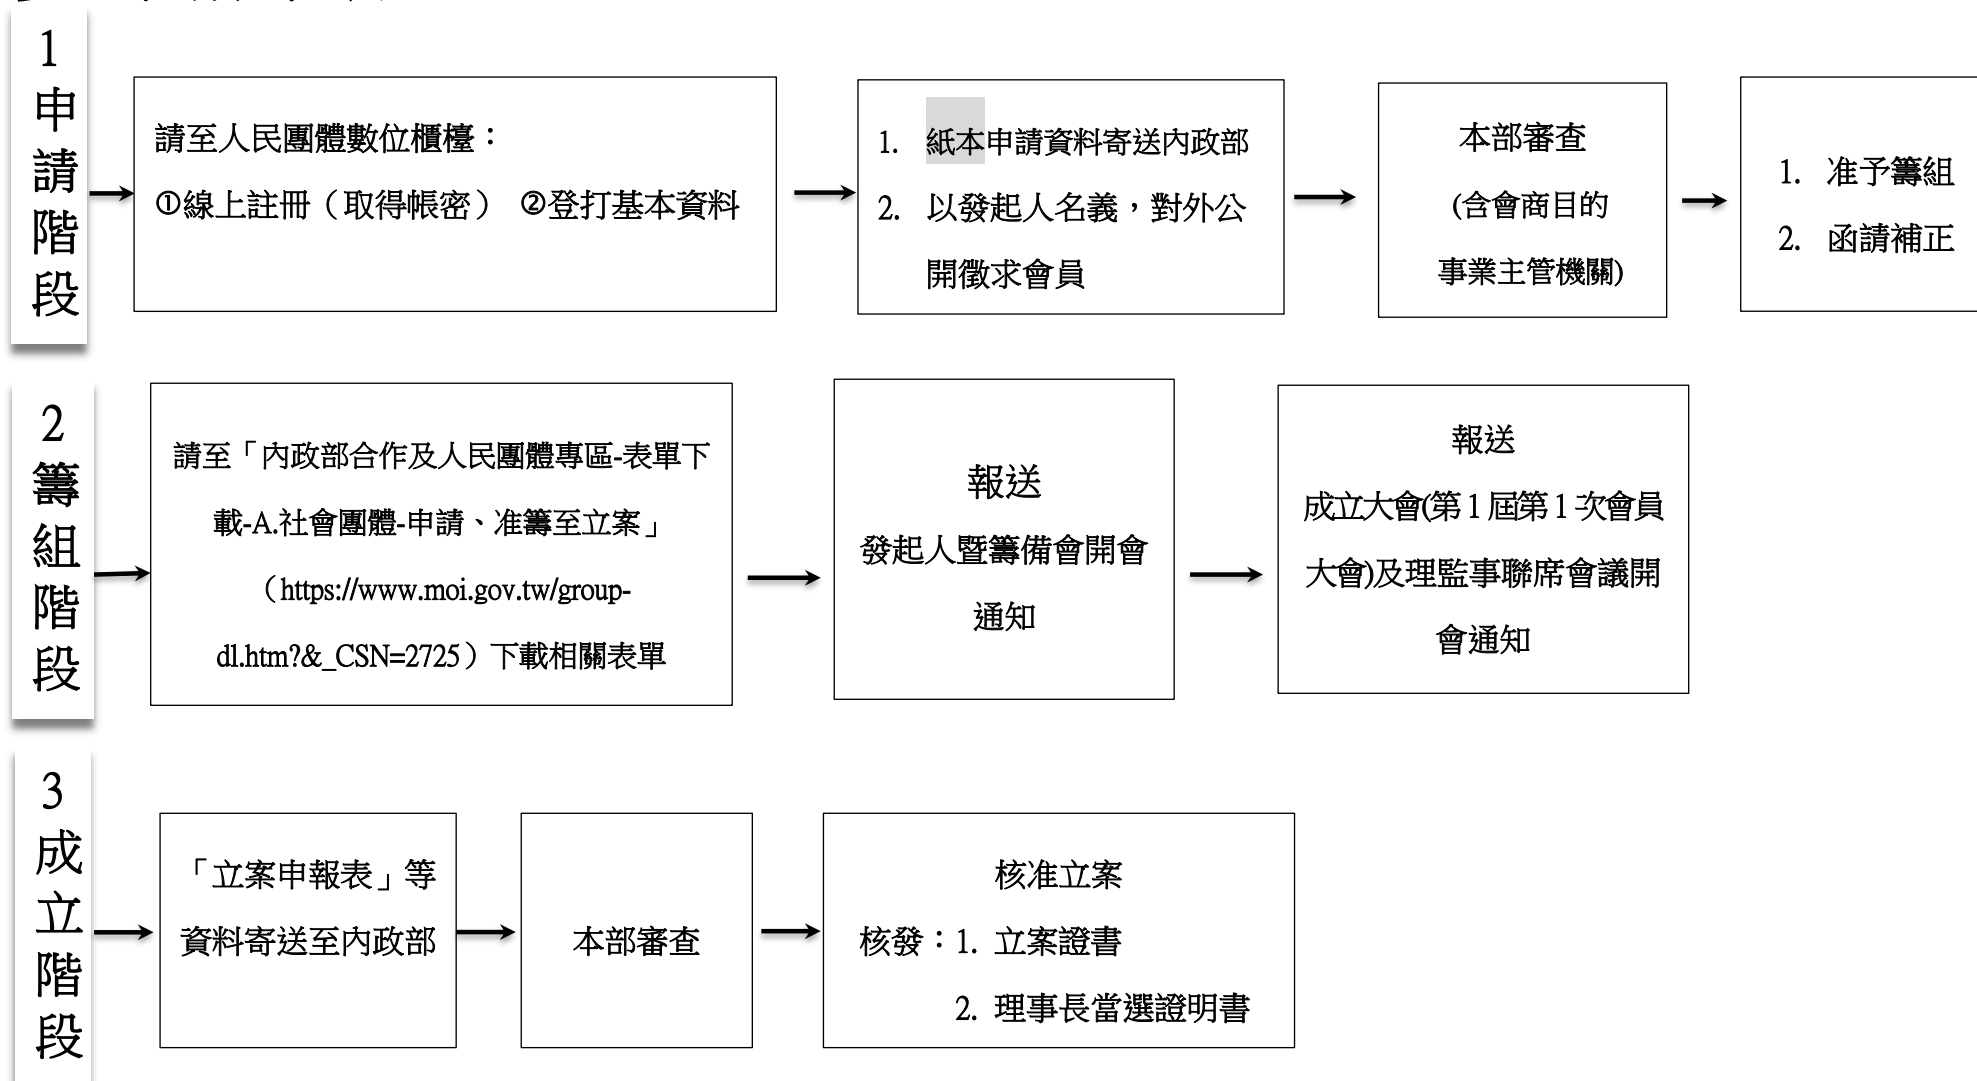 1
申
請
階
段
請至人民團體數位櫃檯：
①線上註冊（取得帳密） ②登打基本資料
1. 紙本申請資料寄送內政部
2. 以發起人名義，對外公
開徵求會員
本部審查
(含會商目的
事業主管機關)
1. 准予籌組
2. 函請補正
2
籌
組
階
段
請至「內政部合作及人民團體專區-表單下
載-A.社會團體-申請、准籌至立案」
（https://www.moi.gov.tw/group-
dl.htm?&_CSN=2725）下載相關表單
報送
發起人暨籌備會開會
通知
報送
成立大會(第1屆第1次會員
大會)及理監事聯席會議開
會通知
3
成
立
階
段
「立案申報表」等
資料寄送至內政部
本部審查
核准立案
核發：1. 立案證書
2. 理事長當選證明書